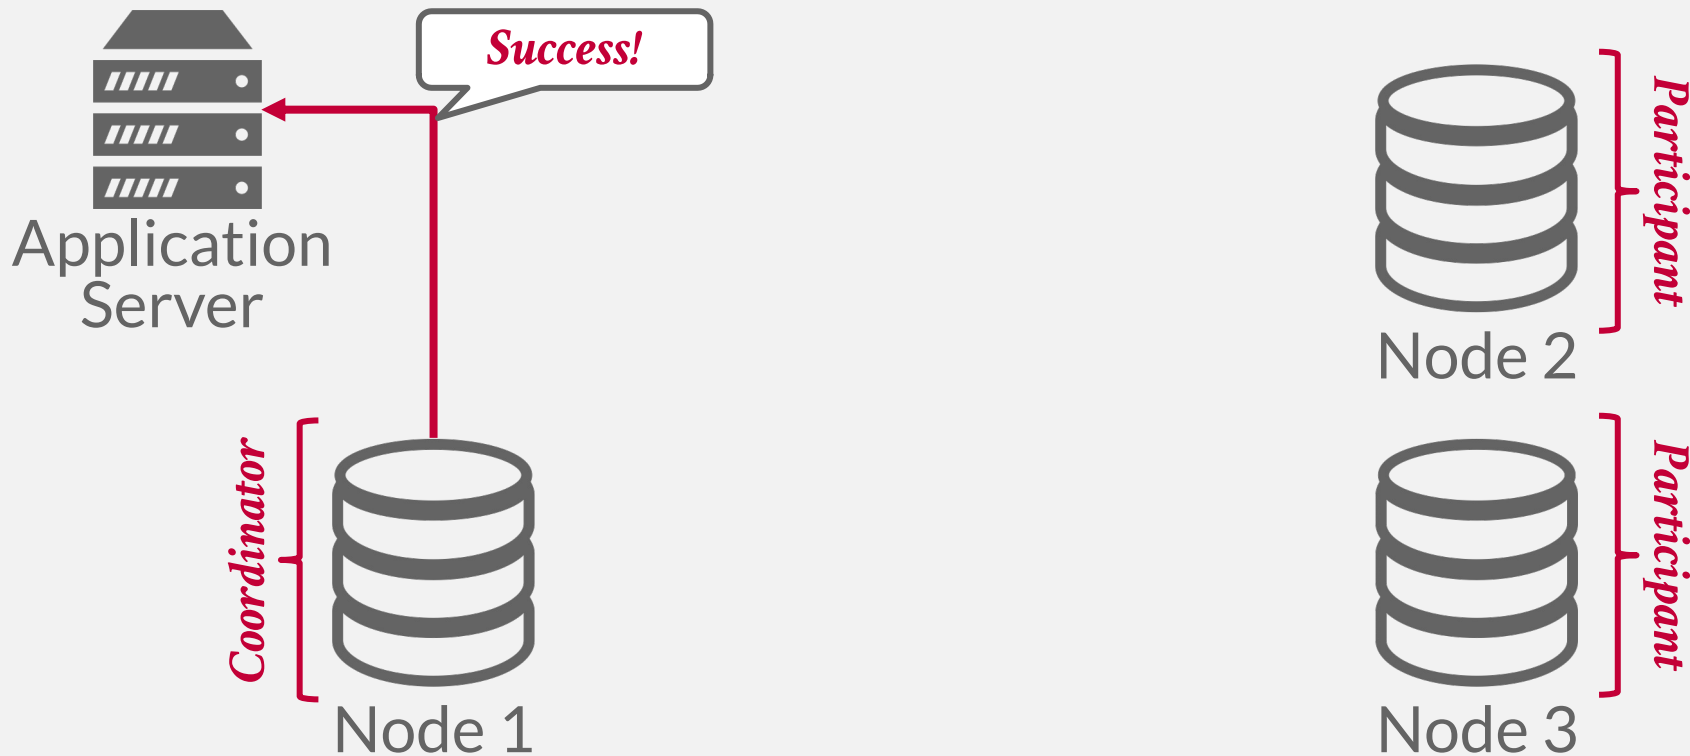 Success!
Application
Server
Participant
Node 2
Coordinator
Node 1
Participant
Node 3